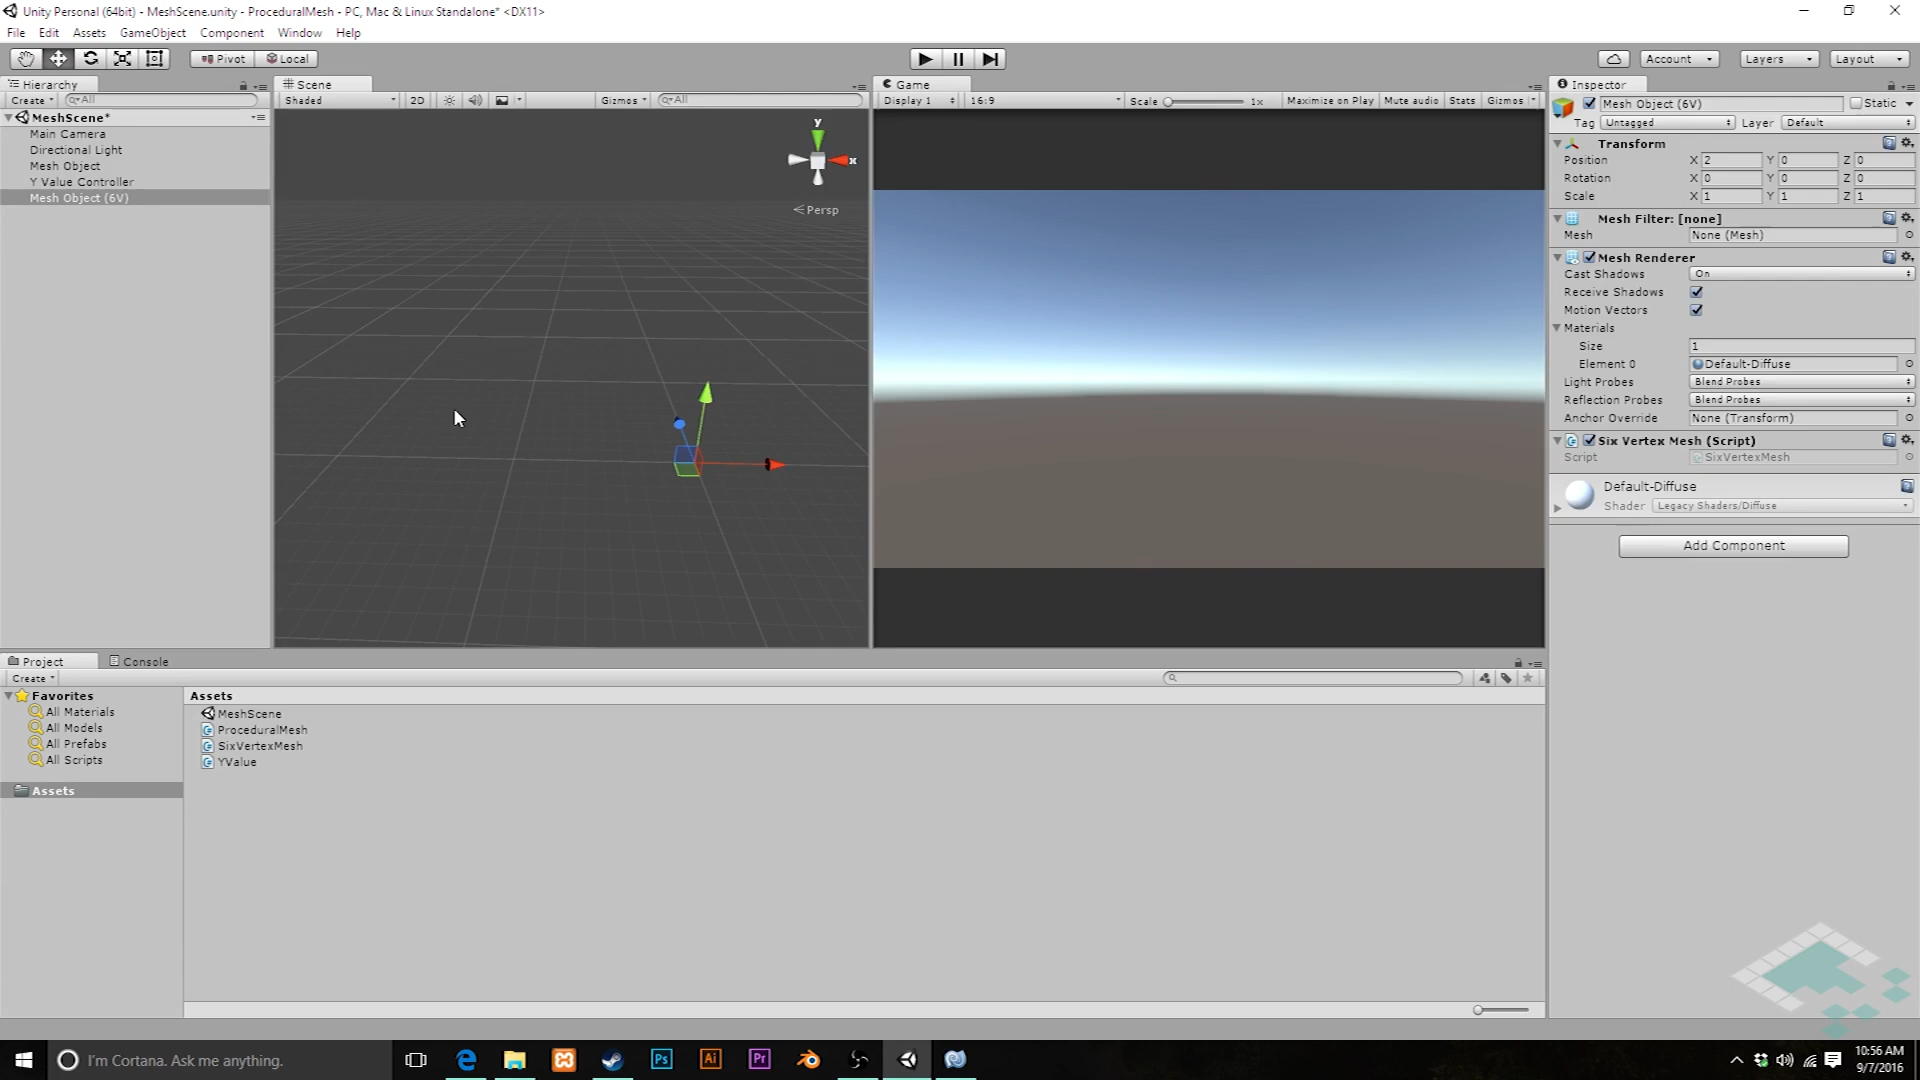 Unity Personal (64bit) - MeshScene.unity - ProceduralMesh - PC, Mac & Linux Standalone* <DX11>
File Edit Assets GameObject Component Window Help
Pivot Local Account Layers Layout
Hierarchy
Create All
MeshScene*
Main Camera
Directional Light
Mesh Object
Y Value Controller
Mesh Object (6V)
Scene
Shaded 2D Gizmos All
y
x
Persp
Game
Display 1 16:9 Scale 1x Maximize on Play Mute audio Stats Gizmos
Inspector
Mesh Object (6V) Static
Tag Untagged Layer Default
Transform
Position X 2 Y 0 Z 0
Rotation X 0 Y 0 Z 0
Scale X 1 Y 1 Z 1
Mesh Filter: [none]
Mesh None (Mesh)
Mesh Renderer
Cast Shadows On
Receive Shadows
Motion Vectors
Materials
Size 1
Element 0 Default-Diffuse
Light Probes Blend Probes
Reflection Probes Blend Probes
Anchor Override None (Transform)
Six Vertex Mesh (Script)
Script SixVertexMesh
Default-Diffuse
Shader Legacy Shaders/Diffuse
Add Component
Project Console
Create
Favorites
All Materials
All Models
All Prefabs
All Scripts
Assets
Assets
MeshScene
ProceduralMesh
SixVertexMesh
YValue
I'm Cortana. Ask me anything.
Ps Ai Pr
10:56 AM
9/7/2016